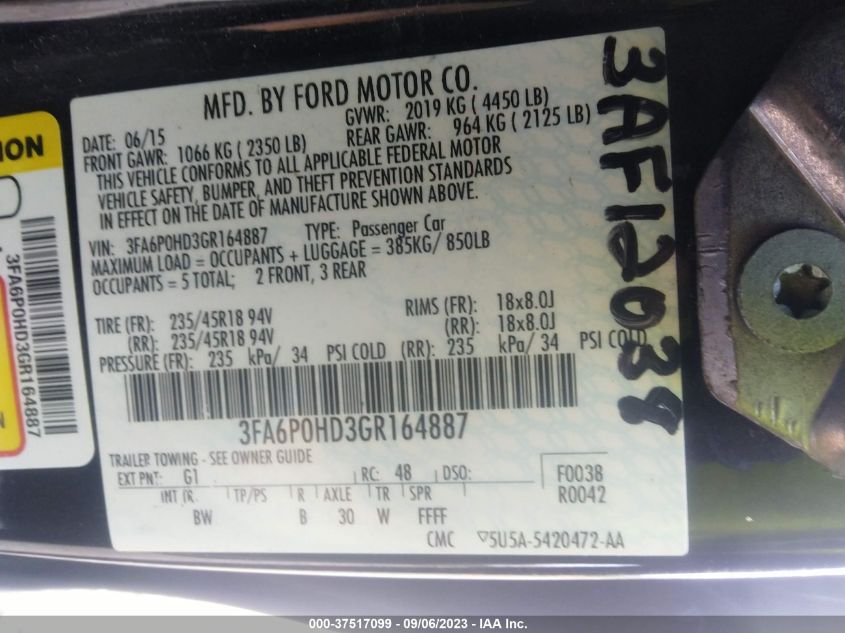 MFD. BY FORD MOTOR CO.
DATE: 06/15
GVWR: 2019 KG ( 4450 LB)
FRONT GAWR: 1066 KG ( 2350 LB)
REAR GAWR: 964 KG ( 2125 LB)
THIS VEHICLE CONFORMS TO ALL APPLICABLE FEDERAL MOTOR
VEHICLE SAFETY, BUMPER, AND THEFT PREVENTION STANDARDS
IN EFFECT ON THE DATE OF MANUFACTURE SHOWN ABOVE.
VIN: 3FA6P0HD3GR164887 TYPE: Passenger Car
MAXIMUM LOAD = OCCUPANTS + LUGGAGE = 385KG/ 850LB
OCCUPANTS = 5 TOTAL; 2 FRONT, 3 REAR
TIRE (FR): 235/45R18 94V RIMS (FR): 18x8.0J
(RR): 235/45R18 94V (RR): 18x8.0J
PRESSURE (FR): 235 kPa/ 34 PSI COLD (RR): 235 kPa/ 34 PSI COLD
3FA6P0HD3GR164887
TRAILER TOWING - SEE OWNER GUIDE
EXT PNT: G1 RC: 48 DSO: F0038
R0042
INT TR TP/PS R AXLE TR SPR
BW B 30 W FFFF
CMC 5U5A-5420472-AA
3AF12038
ION
3FA6P0HD3GR164887
000-37517099 - 09/06/2023 - IAA Inc.